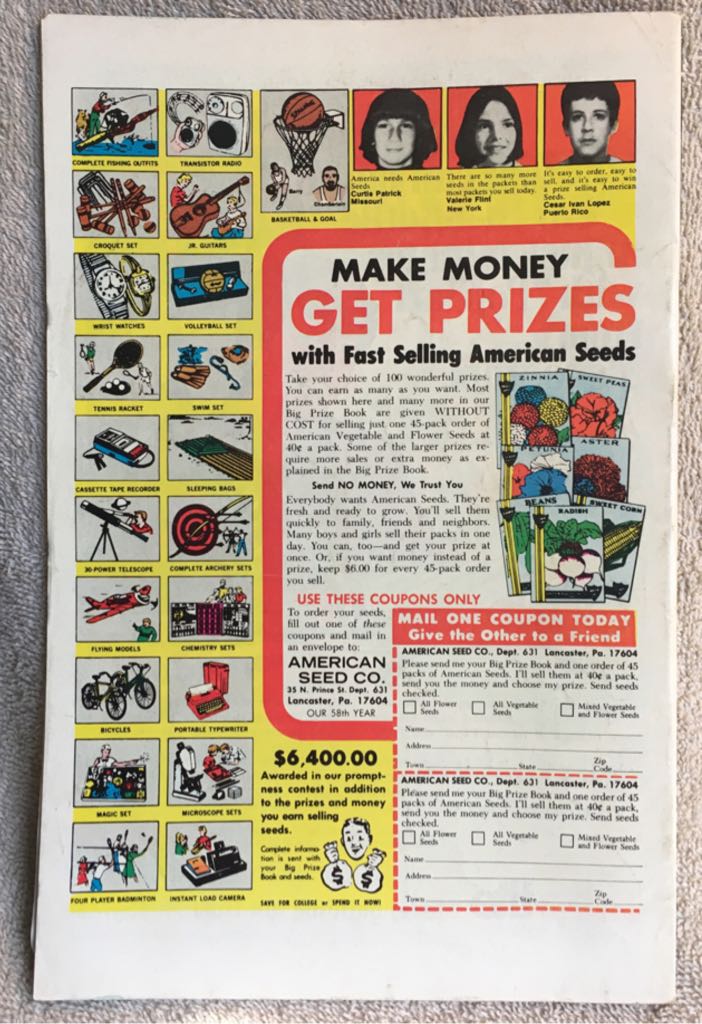 COMPLETE FISHING OUTFITS
TRANSISTOR RADIO
CROQUET SET
JR. GUITARS
WRIST WATCHES
VOLLEYBALL SET
TENNIS RACKET
SWIM SET
CASSETTE TAPE RECORDER
SLEEPING BAGS
30-POWER TELESCOPE
COMPLETE ARCHERY SETS
FLYING MODELS
CHEMISTRY SETS
BICYCLES
PORTABLE TYPEWRITER
MAGIC SET
MICROSCOPE SETS
FOUR PLAYER BADMINTON
INSTANT LOAD CAMERA
SPALDING
Barry
Chamberlain
BASKETBALL & GOAL
America needs American
Seeds
Curtis Patrick
Missouri
There are so many more
seeds in the packets than
most packets you sell today.
Valerie Flint
New York
It's easy to order, easy to
sell, and it's easy to win
a prize selling American
Seeds.
Cesar Ivan Lopez
Puerto Rico
MAKE MONEY
GET PRIZES
with Fast Selling American Seeds
Take your choice of 100 wonderful prizes.
You can earn as many as you want. Most
prizes shown here and many more in our
Big Prize Book are given WITHOUT
COST for selling just one 45-pack order of
American Vegetable and Flower Seeds at
40¢ a pack. Some of the larger prizes re-
quire more sales or extra money as ex-
plained in the Big Prize Book.
Send NO MONEY, We Trust You
Everybody wants American Seeds. They're
fresh and ready to grow. You'll sell them
quickly to family, friends and neighbors.
Many boys and girls sell their packs in one
day. You can, too—and get your prize at
once. Or, if you want money instead of a
prize, keep $6.00 for every 45-pack order
you sell.
ZINNIA
SWEET PEAS
PETUNIA
ASTER
BEANS
SWEET CORN
RADISH
USE THESE COUPONS ONLY
To order your seeds,
fill out one of these
coupons and mail in
an envelope to:
AMERICAN
SEED CO.
35 N. Prince St. Dept. 631
Lancaster, Pa. 17604
OUR 58th YEAR
$6,400.00
Awarded in our prompt-
ness contest in addition
to the prizes and money
you earn selling
seeds.
Complete informa-
tion is sent with
your Big Prize
Book and seeds.
$ $
SAVE FOR COLLEGE or SPEND IT NOW!
MAIL ONE COUPON TODAY
Give the Other to a Friend
AMERICAN SEED CO., Dept. 631 Lancaster, Pa. 17604
Please send me your Big Prize Book and one order of 45
packs of American Seeds. I'll sell them at 40¢ a pack,
send you the money and choose my prize. Send seeds
checked.
All Flower
Seeds
All Vegetable
Seeds
Mixed Vegetable
and Flower Seeds
Name
Address
Town State Zip Code
AMERICAN SEED CO., Dept. 631 Lancaster, Pa. 17604
Please send me your Big Prize Book and one order of 45
packs of American Seeds. I'll sell them at 40¢ a pack,
send you the money and choose my prize. Send seeds
checked.
All Flower
Seeds
All Vegetable
Seeds
Mixed Vegetable
and Flower Seeds
Name
Address
Town State Zip Code